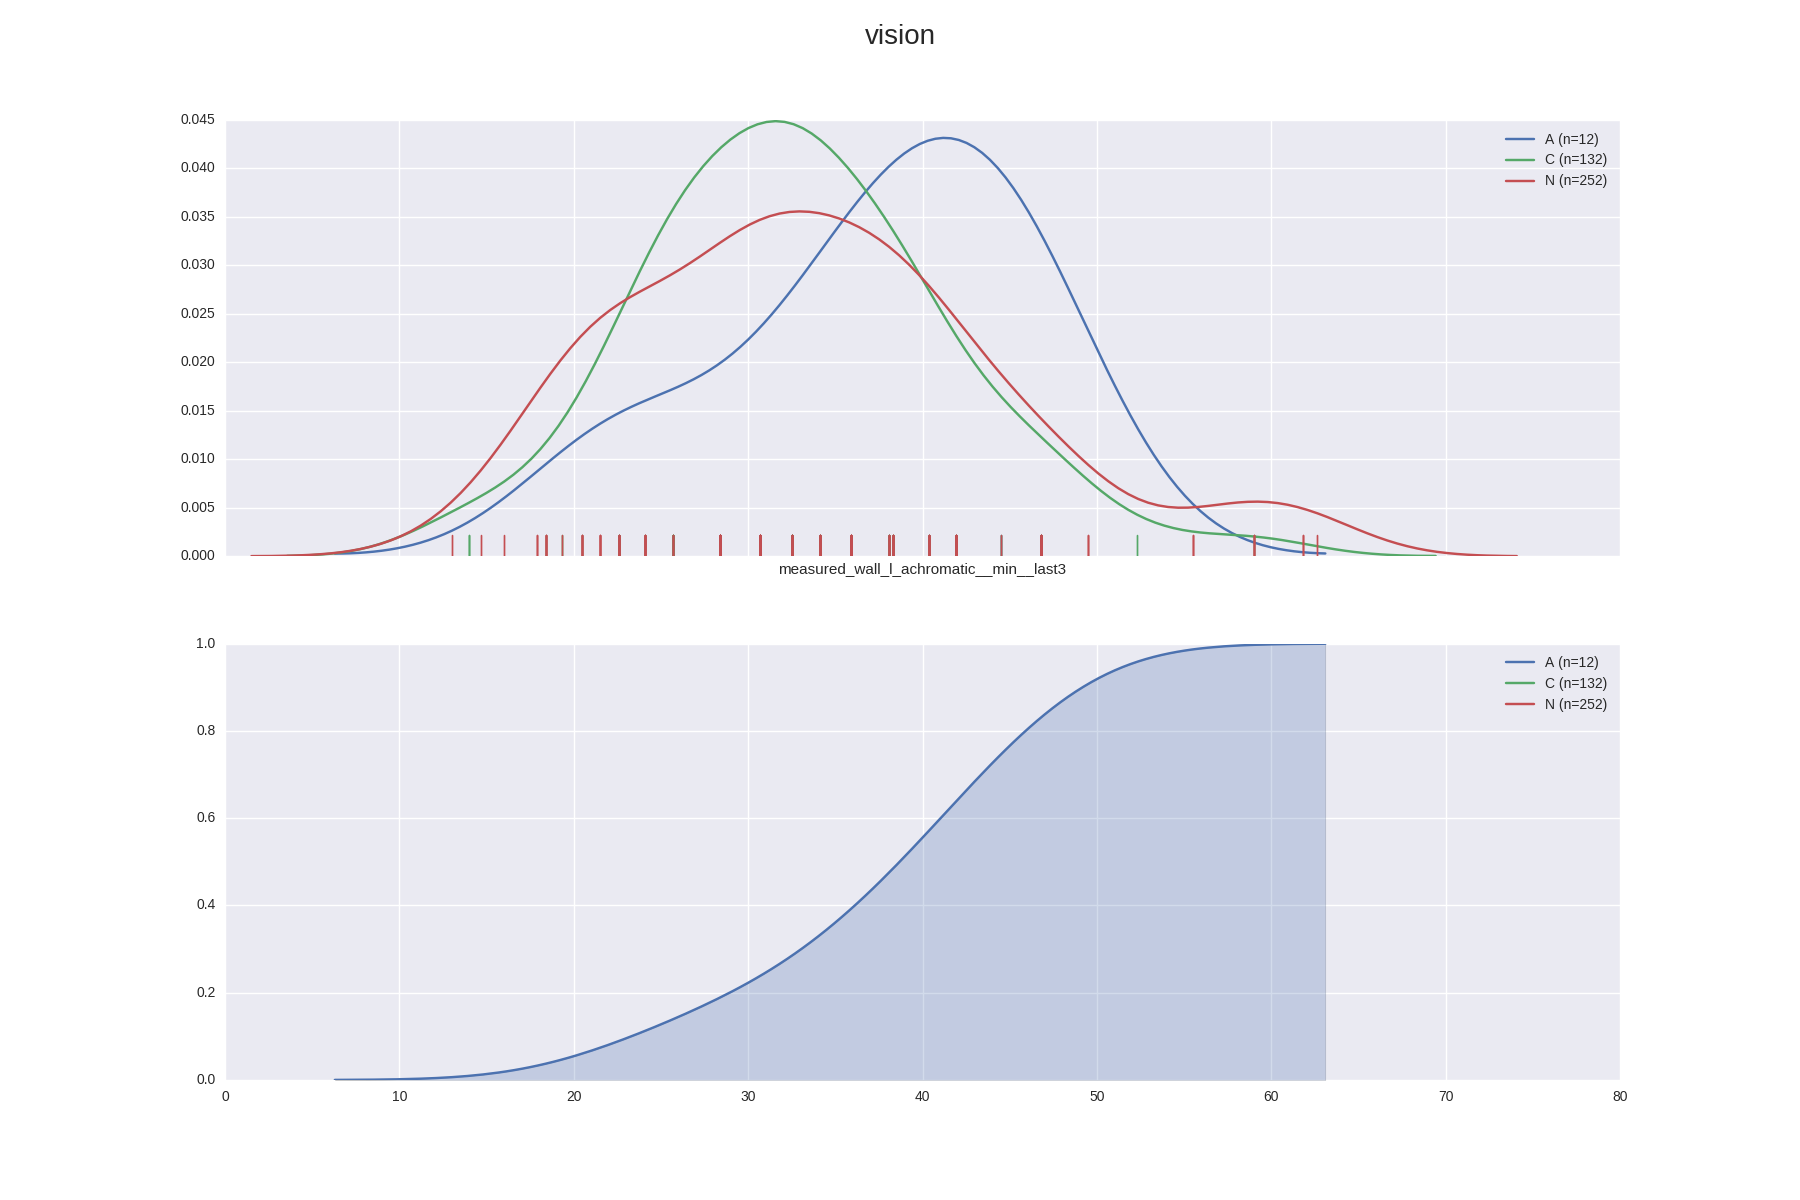 vision
0.045
0.040
0.035
0.030
0.025
0.020
0.015
0.010
0.005
0.000
A (n=12)
C (n=132)
N (n=252)
measured_wall_l_achromatic__min__last3
1.0
0.8
0.6
0.4
0.2
0.0
A (n=12)
C (n=132)
N (n=252)
0 10 20 30 40 50 60 70 80